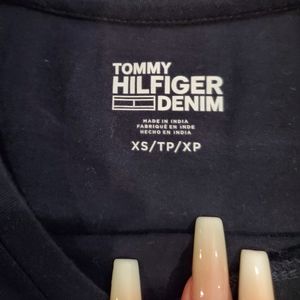 TOMMY
HILFIGER
DENIM
MADE IN INDIA
FABRIQUÉ EN INDE
HECHO EN INDIA
XS/TP/XP